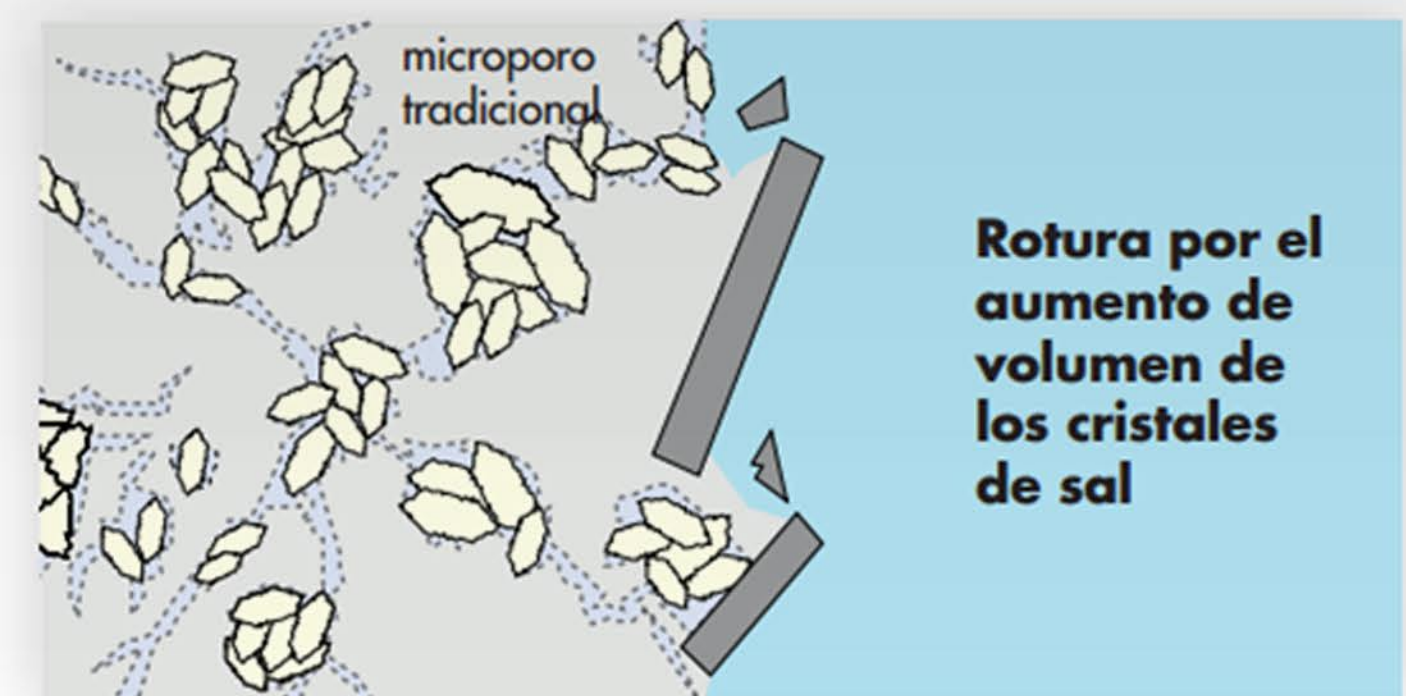 microporo
tradicional
Rotura por el
aumento de
volumen de
los cristales
de sal